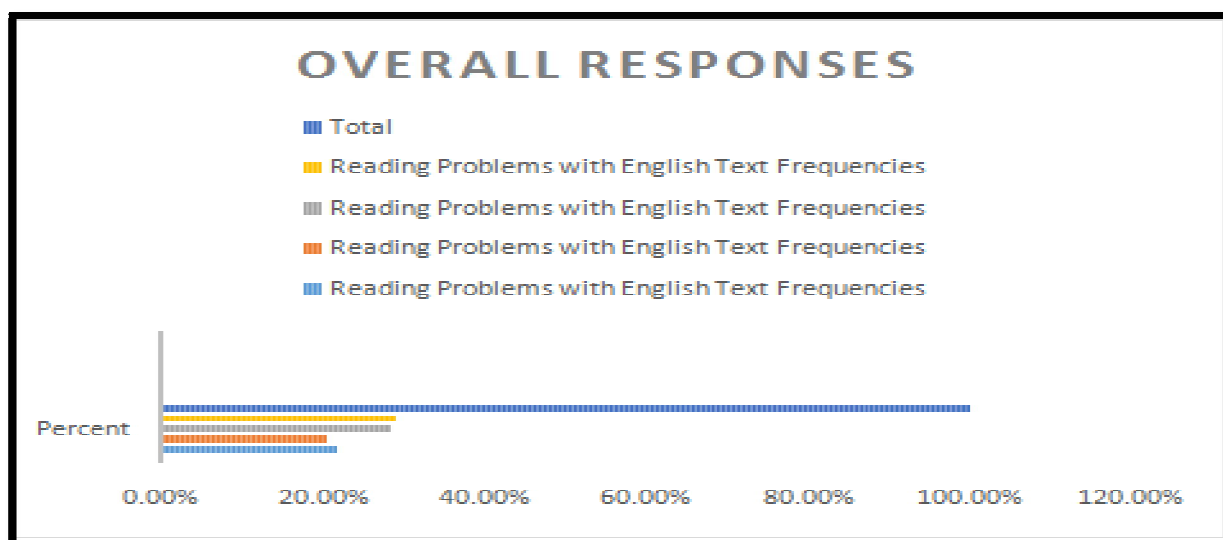 OVERALL RESPONSES
Total
Reading Problems with English Text Frequencies
Reading Problems with English Text Frequencies
Reading Problems with English Text Frequencies
Reading Problems with English Text Frequencies
Percent
0.00% 20.00% 40.00% 60.00% 80.00% 100.00% 120.00%